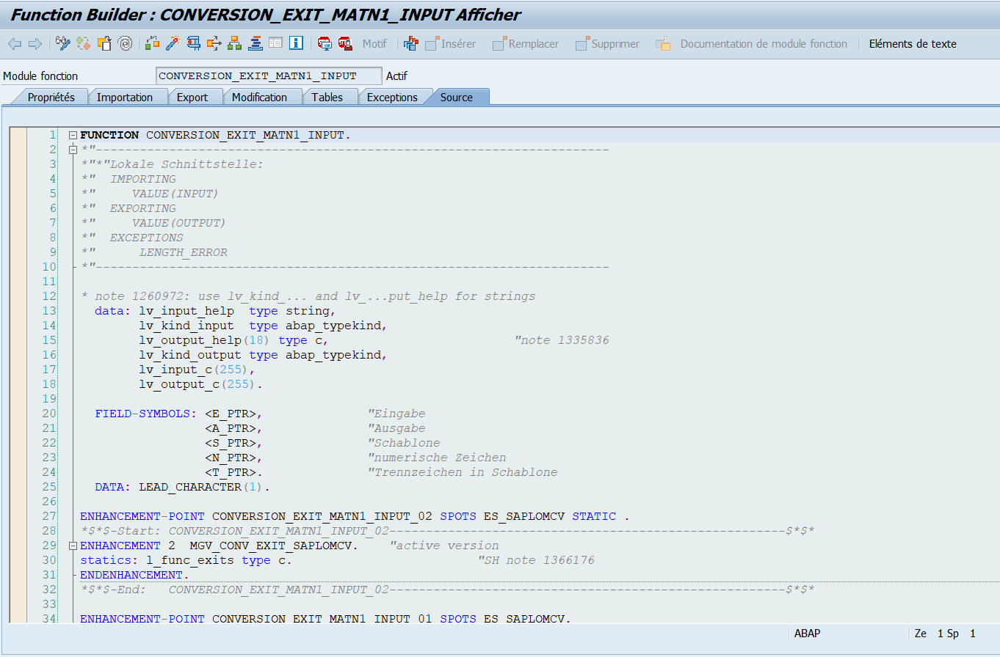 Function Builder : CONVERSION_EXIT_MATN1_INPUT Afficher
Motif Insérer Remplacer Supprimer Documentation de module fonction Eléments de texte
Module fonction CONVERSION_EXIT_MATN1_INPUT Actif
Propriétés Importation Export Modification Tables Exceptions Source
1 FUNCTION CONVERSION_EXIT_MATN1_INPUT.
2 *"----------------------------------------------------------------------
3 *"*"Lokale Schnittstelle:
4 *"  IMPORTING
5 *"     VALUE(INPUT)
6 *"  EXPORTING
7 *"     VALUE(OUTPUT)
8 *"  EXCEPTIONS
9 *"      LENGTH_ERROR
10 *"----------------------------------------------------------------------
11
12 * note 1260972: use lv_kind_... and lv_...put_help for strings
13   data: lv_input_help  type string,
14         lv_kind_input  type abap_typekind,
15         lv_output_help(18) type c,                         "note 1335836
16         lv_kind_output type abap_typekind,
17         lv_input_c(255),
18         lv_output_c(255).
19
20   FIELD-SYMBOLS: <E_PTR>,              "Eingabe
21                  <A_PTR>,              "Ausgabe
22                  <S_PTR>,              "Schablone
23                  <N_PTR>,              "numerische Zeichen
24                  <T_PTR>.              "Trennzeichen in Schablone
25   DATA: LEAD_CHARACTER(1).
26
27 ENHANCEMENT-POINT CONVERSION_EXIT_MATN1_INPUT_02 SPOTS ES_SAPLOMCV STATIC .
28 *$*$-Start: CONVERSION_EXIT_MATN1_INPUT_02------------------------------------------------------$*$*
29 ENHANCEMENT 2  MGV_CONV_EXIT_SAPLOMCV.    "active version
30 statics: l_func_exits type c.                         "SH note 1366176
31 ENDENHANCEMENT.
32 *$*$-End:   CONVERSION_EXIT_MATN1_INPUT_02------------------------------------------------------$*$*
33
34 ENHANCEMENT-POINT CONVERSION_EXIT_MATN1_INPUT_01 SPOTS ES_SAPLOMCV.
ABAP Ze 1 Sp 1